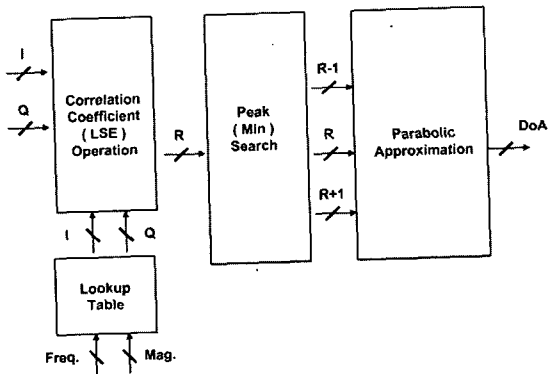 I
Q
Correlation
Coefficient
( LSE )
Operation
R
Peak
( Min )
Search
R-1
R
R+1
Parabolic
Approximation
DoA
I
Q
Lookup
Table
Freq.
Mag.